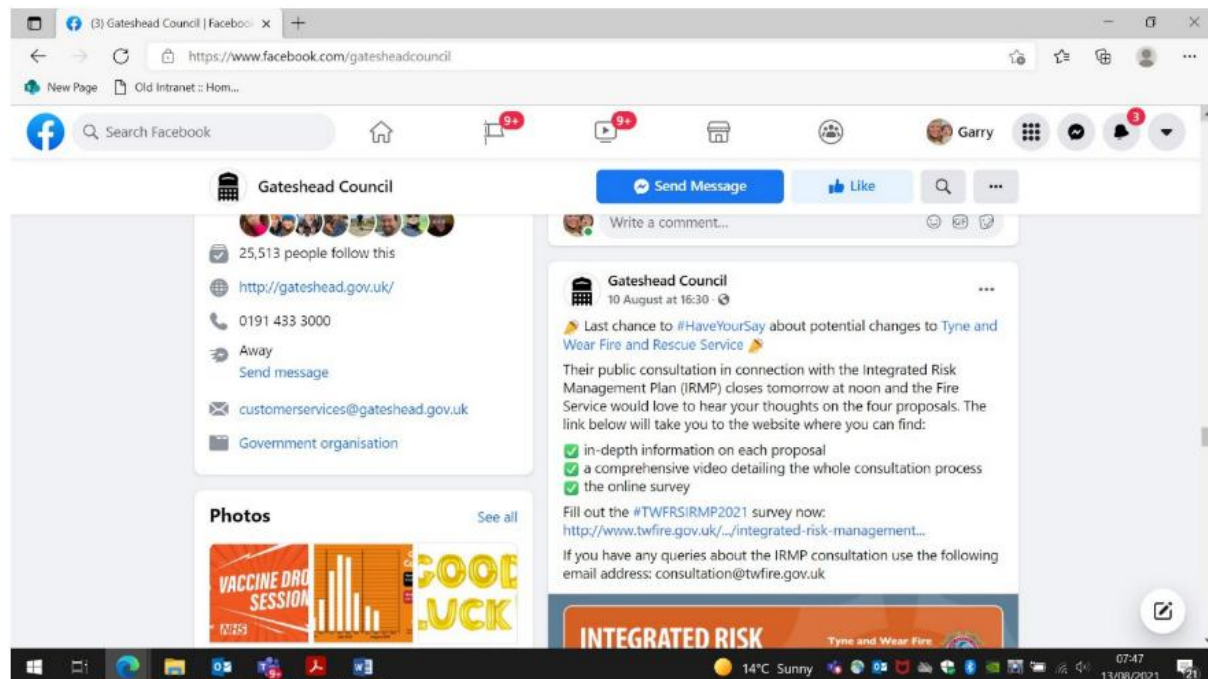 (3) Gateshead Council | Faceboo
https://www.facebook.com/gatesheadcouncil
New Page Old Intranet :: Hom...
Search Facebook
9+
9+
Garry
3
Gateshead Council
Send Message
Like
25,513 people follow this
http://gateshead.gov.uk/
0191 433 3000
Away
Send message
customerservices@gateshead.gov.uk
Government organisation
Photos
See all
VACCINE DRO
SESSION
NHS
GOOD
LUCK
Write a comment...
GIF
Gateshead Council
10 August at 16:30 ·
Last chance to #HaveYourSay about potential changes to Tyne and
Wear Fire and Rescue Service
Their public consultation in connection with the Integrated Risk
Management Plan (IRMP) closes tomorrow at noon and the Fire
Service would love to hear your thoughts on the four proposals. The
link below will take you to the website where you can find:
in-depth information on each proposal
a comprehensive video detailing the whole consultation process
the online survey
Fill out the #TWFRSIRMP2021 survey now:
http://www.twfire.gov.uk/.../integrated-risk-management...
If you have any queries about the IRMP consultation use the following
email address: consultation@twfire.gov.uk
INTEGRATED RISK
Tyne and Wear Fire
14°C Sunny
07:47
13/08/2021
21